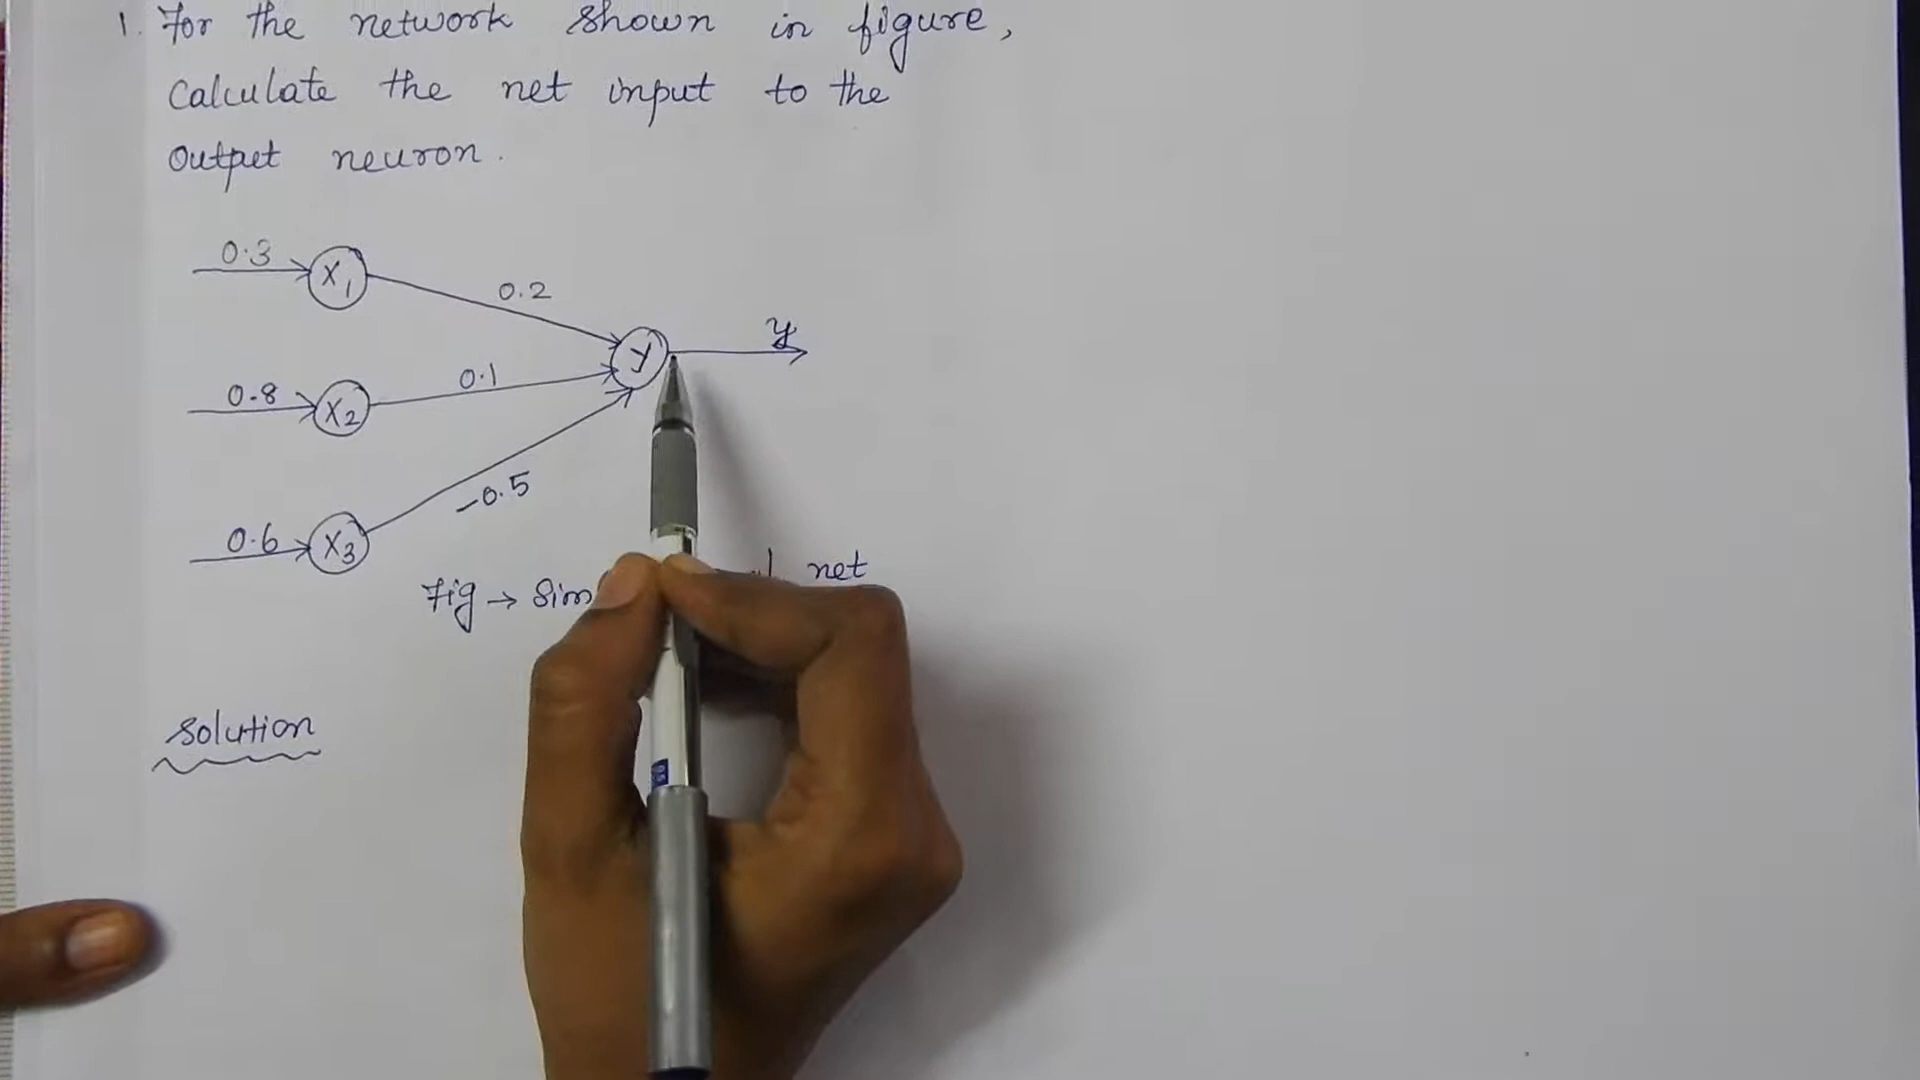 1. For the network shown in figure,
Calculate the net input to the
Output neuron.
0.3
X1
0.2
y
Y
0.8
X2
0.1
-0.5
0.6
X3
Fig → net
Solution